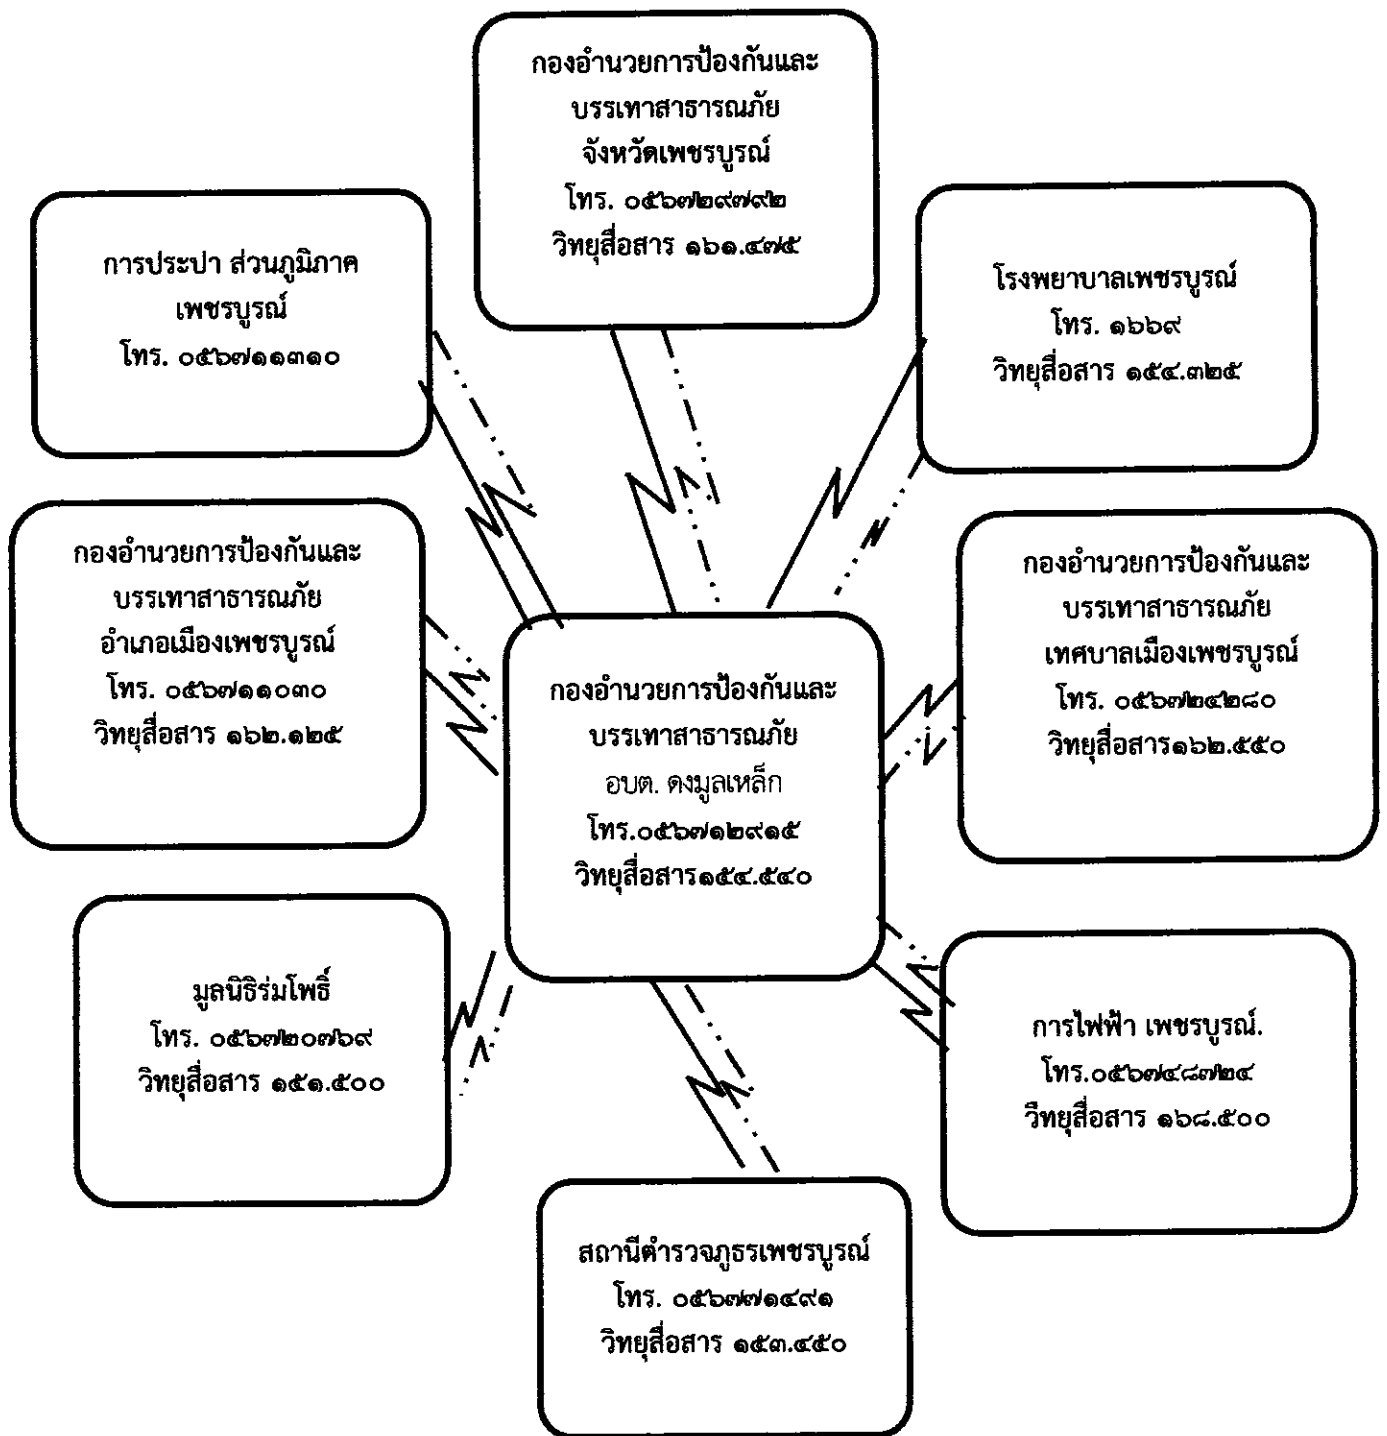 กองอำนวยการป้องกันและ
บรรเทาสาธารณภัย
จังหวัดเพชรบูรณ์
โทร. ๐๕๖๗๒๙๗๙๒
วิทยุสื่อสาร ๑๖๑.๔๗๕
การประปา ส่วนภูมิภาค
เพชรบูรณ์
โทร. ๐๕๖๗๑๑๓๑๐
โรงพยาบาลเพชรบูรณ์
โทร. ๑๖๖๙
วิทยุสื่อสาร ๑๕๔.๓๒๕
กองอำนวยการป้องกันและ
บรรเทาสาธารณภัย
อำเภอเมืองเพชรบูรณ์
โทร. ๐๕๖๗๑๑๐๓๐
วิทยุสื่อสาร ๑๖๒.๑๒๕
กองอำนวยการป้องกันและ
บรรเทาสาธารณภัย
เทศบาลเมืองเพชรบูรณ์
โทร. ๐๕๖๗๒๔๒๘๐
วิทยุสื่อสาร๑๖๒.๕๕๐
กองอำนวยการป้องกันและ
บรรเทาสาธารณภัย
อบต. ดงมูลเหล็ก
โทร.๐๕๖๗๑๒๙๑๕
วิทยุสื่อสาร๑๕๔.๕๔๐
มูลนิธิร่มโพธิ์
โทร. ๐๕๖๗๒๐๗๖๙
วิทยุสื่อสาร ๑๕๑.๕๐๐
การไฟฟ้า เพชรบูรณ์.
โทร.๐๕๖๗๔๘๗๒๔
วิทยุสื่อสาร ๑๖๘.๕๐๐
สถานีตำรวจภูธรเพชรบูรณ์
โทร. ๐๕๖๗๗๑๔๙๑
วิทยุสื่อสาร ๑๕๓.๔๕๐